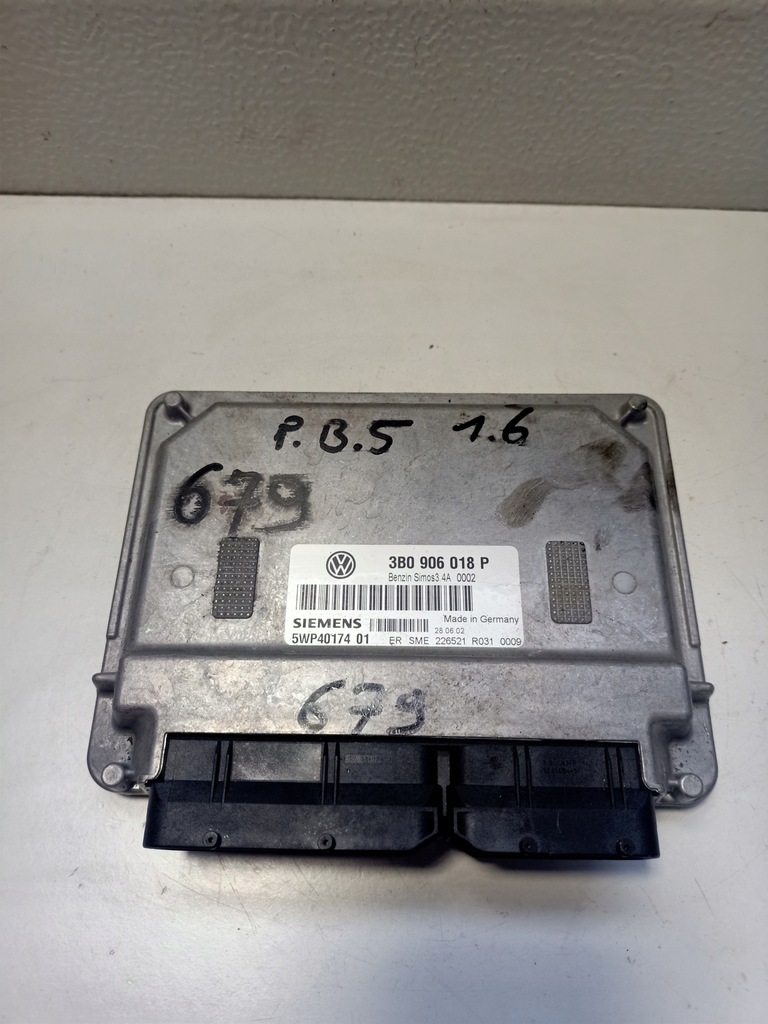 P.B.5 1.6
679
3B0 906 018 P
Benzin Simos3.4A 0002
SIEMENS
Made in Germany
28.06.02
5WP40174 01 ER SME 226521 R031 0009
679